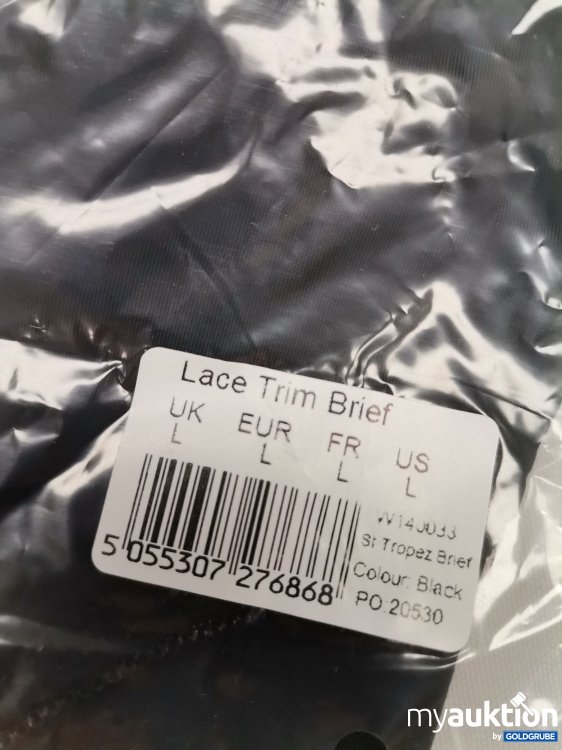 Lace Trim Brief
UK EUR FR US
L L L L
St Tropez Brief
Colour: Black
PO:20530
5 055307 276868
myauktion
by GOLDGRUBE